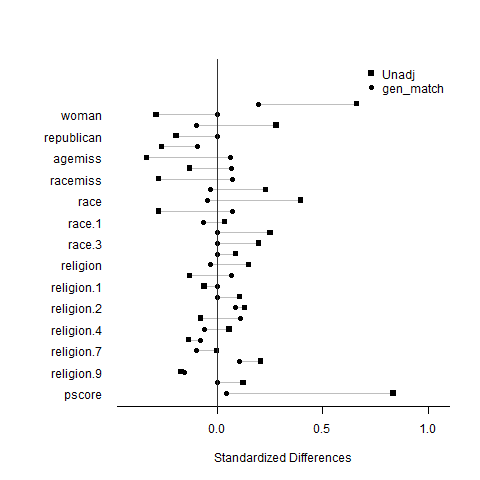 Unadj
gen_match
woman
republican
agemiss
racemiss
race
race.1
race.3
religion
religion.1
religion.2
religion.4
religion.7
religion.9
pscore
0.0 0.5 1.0
Standardized Differences